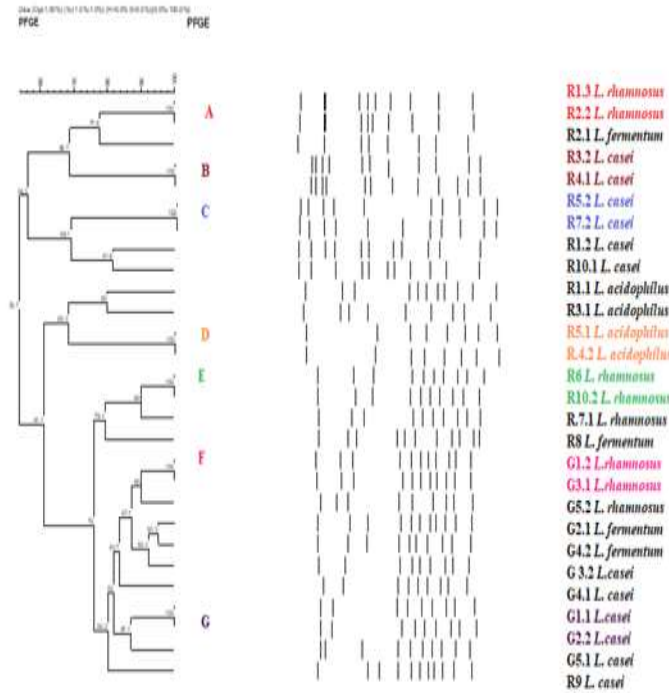 PFGE PFGE
A
B
C
D
E
F
G
R1.3 L. rhamnosus
R2.2 L. rhamnosus
R2.1 L. fermentum
R3.2 L. casei
R4.1 L. casei
R5.2 L. casei
R7.2 L. casei
R1.2 L. casei
R10.1 L. casei
R1.1 L. acidophilus
R3.1 L. acidophilus
R5.1 L. acidophilus
R.4.2 L. acidophilus
R6 L. rhamnosus
R10.2 L. rhamnosus
R.7.1 L. rhamnosus
R8 L. fermentum
G1.2 L.rhamnosus
G3.1 L.rhamnosus
G5.2 L. rhamnosus
G2.1 L. fermentum
G4.2 L. fermentum
G 3.2 L.casei
G4.1 L. casei
G1.1 L.casei
G2.2 L.casei
G5.1 L. casei
R9 L. casei